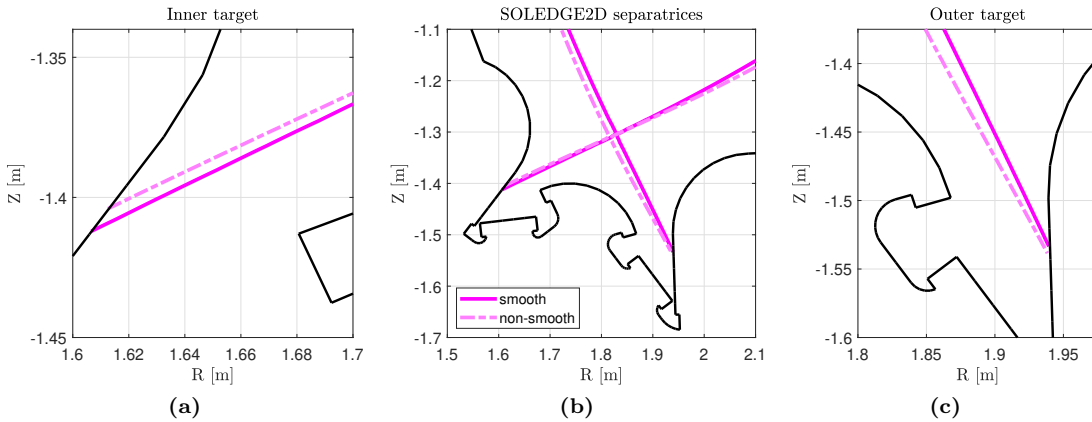 Inner target
-1.35
-1.4
-1.45
Z [m]
1.6 1.62 1.64 1.66 1.68 1.7
R [m]
(a)
SOLEDGE2D separatrices
-1.1
-1.2
-1.3
-1.4
-1.5
-1.6
-1.7
Z [m]
smooth
non-smooth
1.5 1.6 1.7 1.8 1.9 2 2.1
R [m]
(b)
Outer target
-1.4
-1.45
-1.5
-1.55
-1.6
Z [m]
1.8 1.85 1.9 1.95
R [m]
(c)